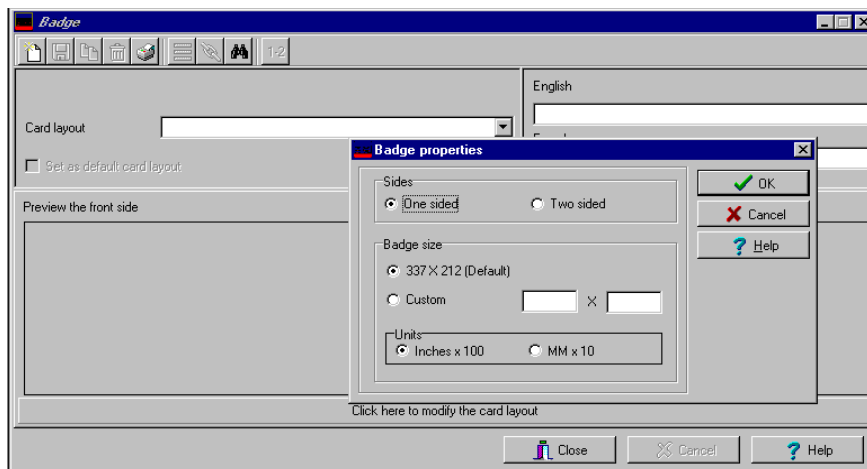 Badge
1-2
English
Card layout
Set as default card layout
Preview the front side
Badge properties
Sides
One sided
Two sided
Badge size
337 X 212 (Default)
Custom
X
Units
Inches x 100
MM x 10
OK
Cancel
Help
Click here to modify the card layout
Close
Cancel
Help